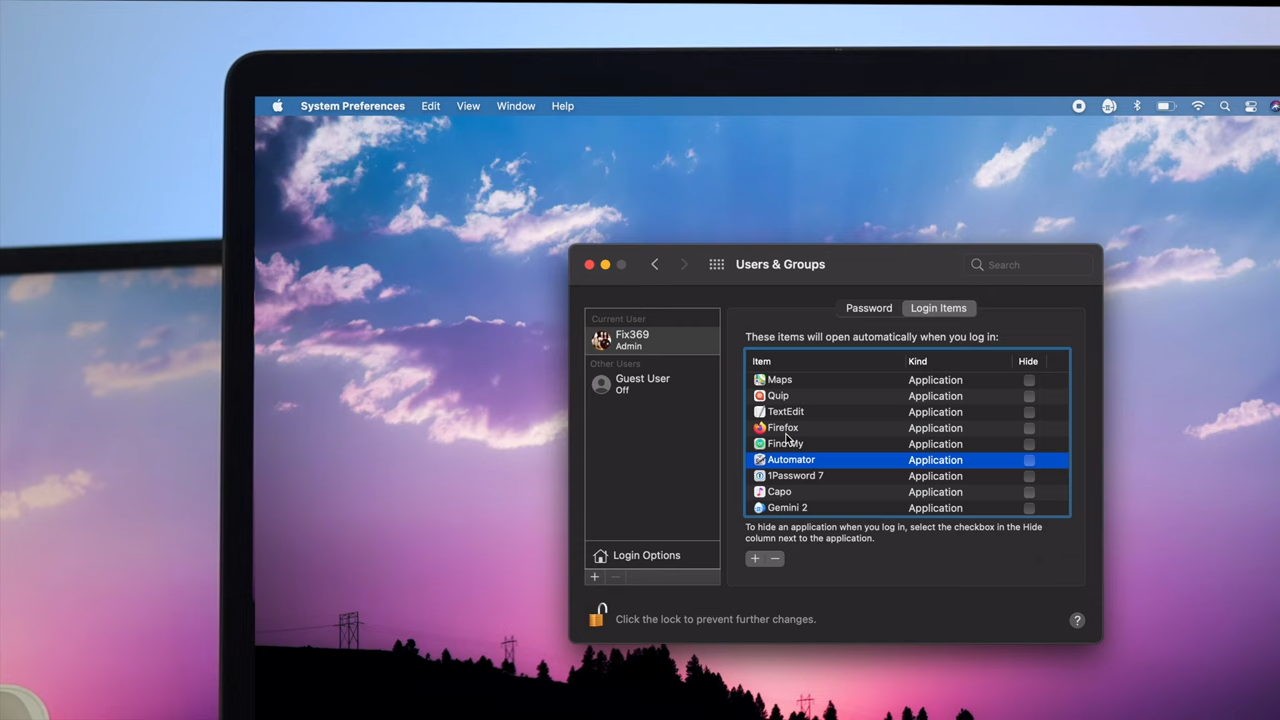 System Preferences Edit View Window Help
Users & Groups
Search
Password Login Items
Current User
Fix369
Admin
Other Users
Guest User
Off
Login Options
These items will open automatically when you log in:
Item Kind Hide
Maps Application
Quip Application
TextEdit Application
Firefox Application
Find My Application
Automator Application
1Password 7 Application
Capo Application
Gemini 2 Application
To hide an application when you log in, select the checkbox in the Hide
column next to the application.
+ −
+ −
Click the lock to prevent further changes.
?